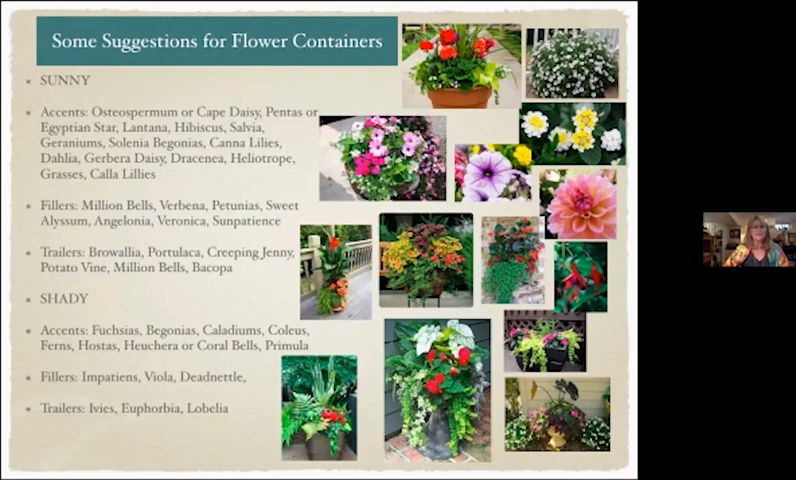 Some Suggestions for Flower Containers
SUNNY
Accents: Osteospermum or Cape Daisy, Pentas or
Egyptian Star, Lantana, Hibiscus, Salvia,
Geraniums, Solenia Begonias, Canna Lilies,
Dahlia, Gerbera Daisy, Dracenea, Heliotrope,
Grasses, Calla Lillies
Fillers: Million Bells, Verbena, Petunias, Sweet
Alyssum, Angelonia, Veronica, Sunpatience
Trailers: Browallia, Portulaca, Creeping Jenny,
Potato Vine, Million Bells, Bacopa
SHADY
Accents: Fuchsias, Begonias, Caladiums, Coleus,
Ferns, Hostas, Heuchera or Coral Bells, Primula
Fillers: Impatiens, Viola, Deadnettle,
Trailers: Ivies, Euphorbia, Lobelia